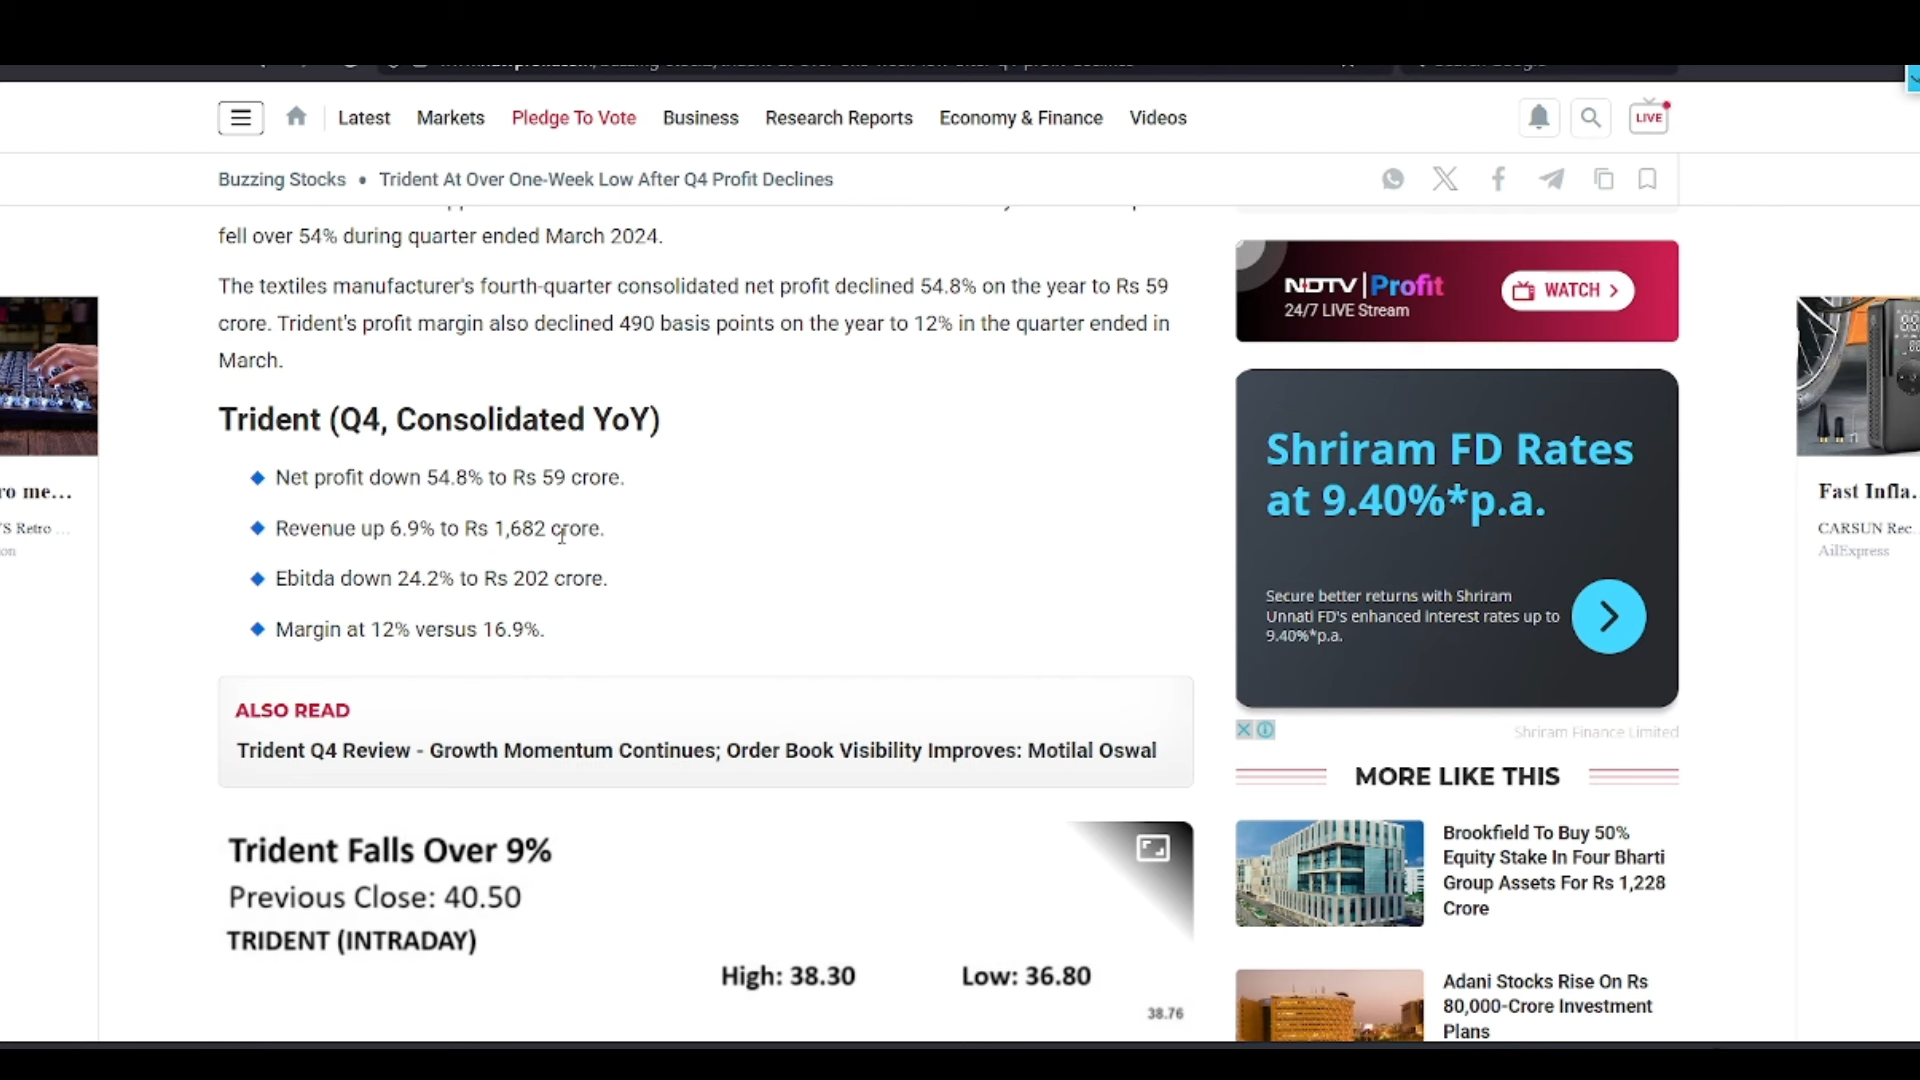 Latest Markets Pledge To Vote Business Research Reports Economy & Finance Videos
LIVE
Buzzing Stocks • Trident At Over One-Week Low After Q4 Profit Declines
fell over 54% during quarter ended March 2024.
The textiles manufacturer's fourth-quarter consolidated net profit declined 54.8% on the year to Rs 59
crore. Trident's profit margin also declined 490 basis points on the year to 12% in the quarter ended in
March.
Trident (Q4, Consolidated YoY)
Net profit down 54.8% to Rs 59 crore.
Revenue up 6.9% to Rs 1,682 crore.
Ebitda down 24.2% to Rs 202 crore.
Margin at 12% versus 16.9%.
ALSO READ
Trident Q4 Review - Growth Momentum Continues; Order Book Visibility Improves: Motilal Oswal
Trident Falls Over 9%
Previous Close: 40.50
TRIDENT (INTRADAY)
High: 38.30 Low: 36.80
38.76
NDTV | Profit
24/7 LIVE Stream
WATCH
Shriram FD Rates
at 9.40%*p.a.
Secure better returns with Shriram
Unnati FD's enhanced interest rates up to
9.40%*p.a.
Shriram Finance Limited
MORE LIKE THIS
Brookfield To Buy 50%
Equity Stake In Four Bharti
Group Assets For Rs 1,228
Crore
Adani Stocks Rise On Rs
80,000-Crore Investment
Plans
ro me...
'S Retro ...
on
Fast Infla...
CARSUN Rec...
AilExpress